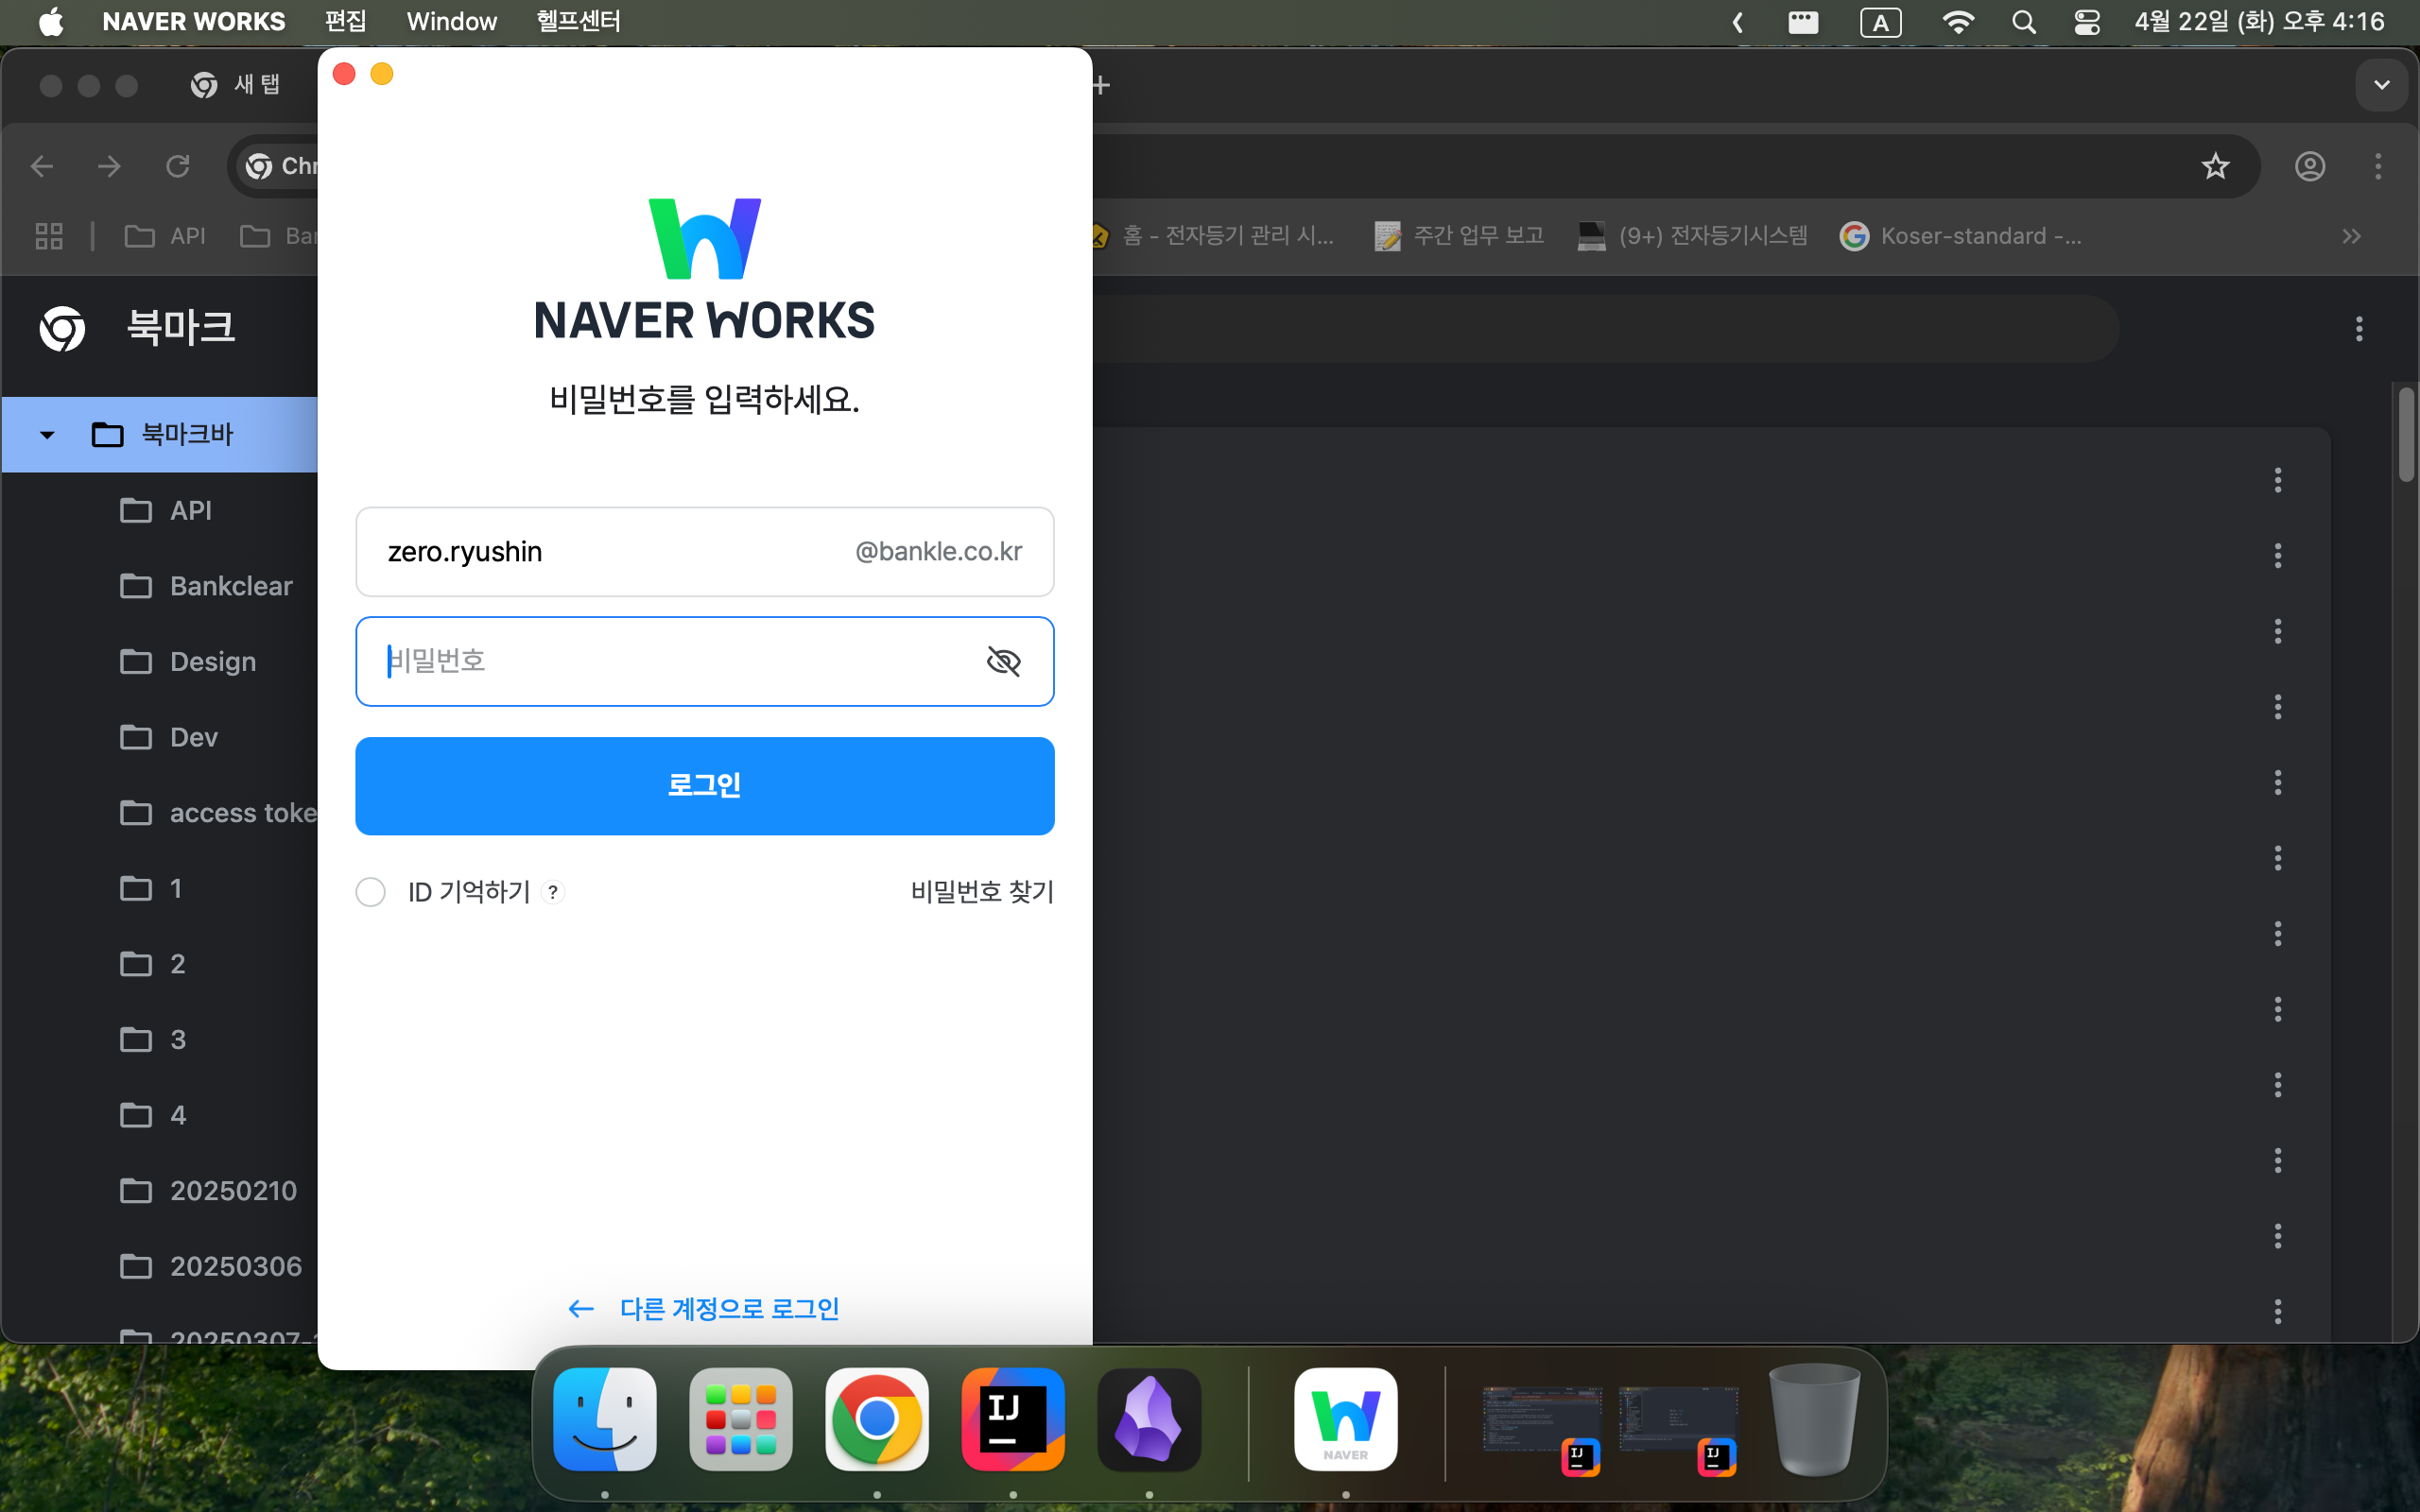 NAVER WORKS 편집 Window 헬프센터 A 4월 22일 (화) 오후 4:16
새 탭
API
홈 - 전자등기 관리 시... 주간 업무 보고 (9+) 전자등기시스템 Koser-standard -...
북마크
북마크바
API
Bankclear
Design
Dev
access toke
1
2
3
4
20250210
20250306
NAVER WORKS
비밀번호를 입력하세요.
zero.ryushin @bankle.co.kr
비밀번호
로그인
ID 기억하기 ? 비밀번호 찾기
← 다른 계정으로 로그인
IJ
NAVER
IJ
IJ